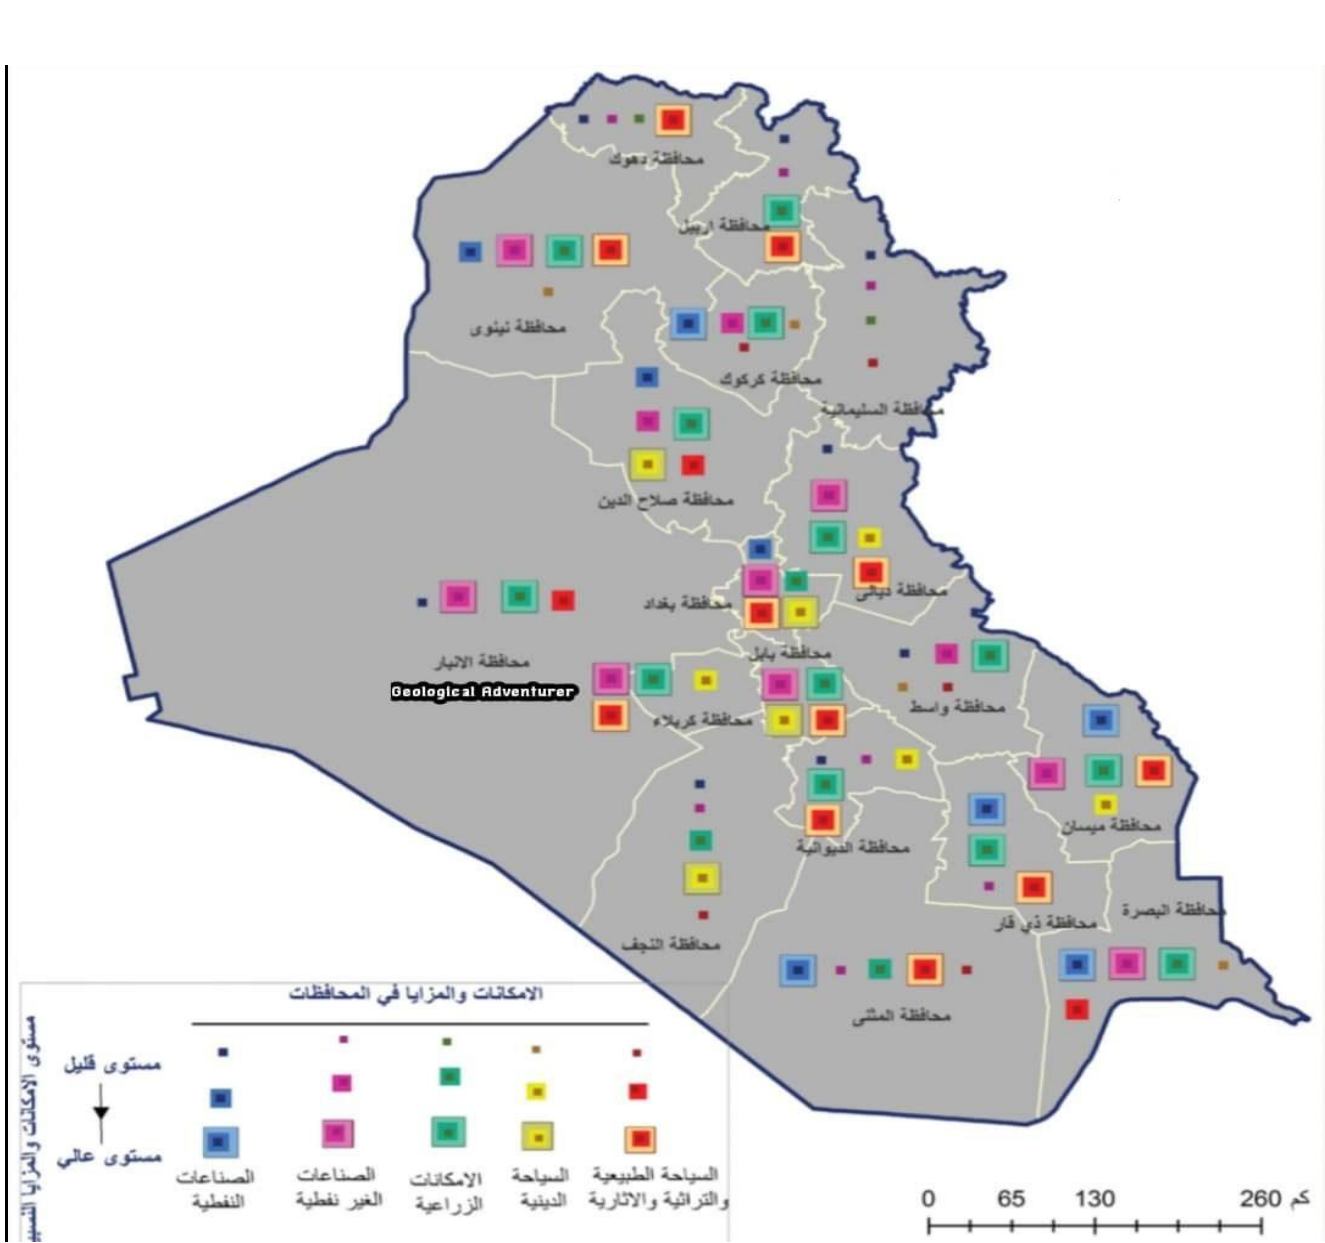 محافظة دهوك
محافظة اربيل
محافظة نينوى
محافظة كركوك
محافظة السليمانية
محافظة صلاح الدين
محافظة ديالى
محافظة بغداد
محافظة بابل
محافظة الانبار
Geological Adventurer
محافظة واسط
محافظة كربلاء
محافظة ميسان
محافظة الديوانية
محافظة البصرة
محافظة ذي قار
محافظة النجف
محافظة المثنى
الامكانات والمزايا في المحافظات
مستوى الامكانات والمزايا
مستوى قليل
مستوى عالي
السياحة الطبيعية
والتراثية والاثارية
السياحة
الدينية
الامكانات
الزراعية
الصناعات
الغير نفطية
الصناعات
النفطية
0 65 130 260 كم